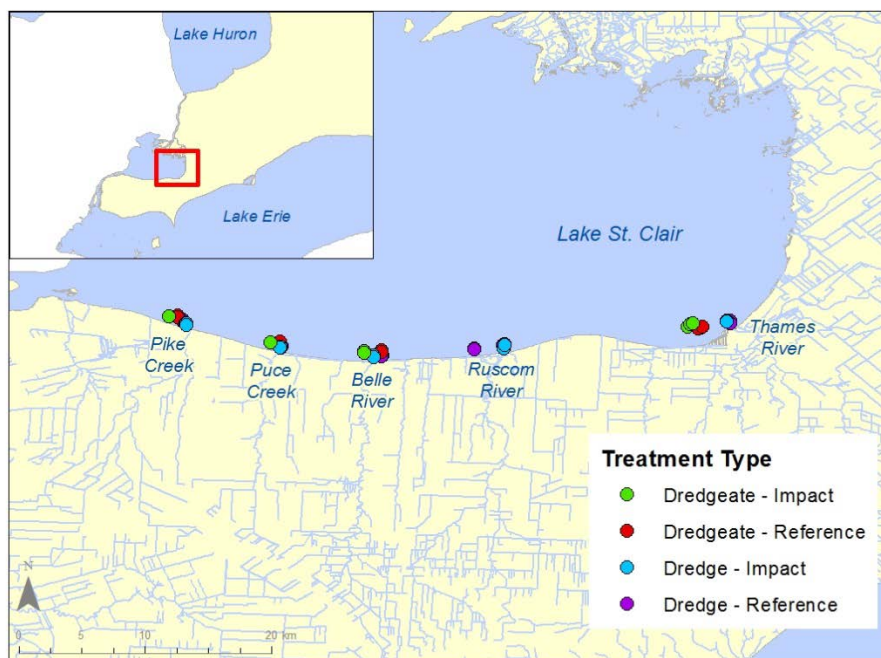 Lake Huron
Lake Erie
Lake St. Clair
Pike
Creek
Puce
Creek
Belle
River
Ruscom
River
Thames
River
Treatment Type
Dredgeate - Impact
Dredgeate - Reference
Dredge - Impact
Dredge - Reference
N
0 5 10 20 km